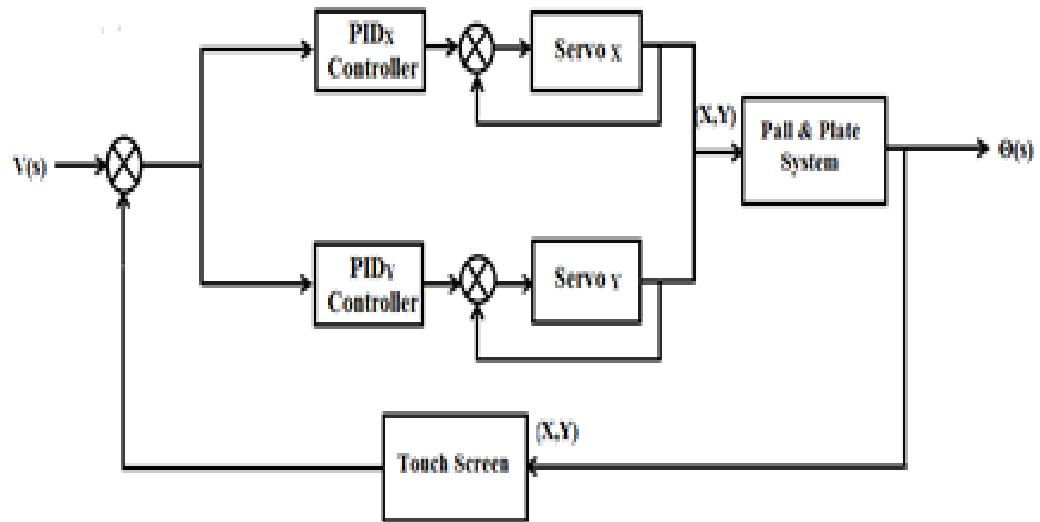 PIDX
Controller
Servo X
(X,Y)
Pall & Plate
System
V(s)
Θ(s)
PIDY
Controller
Servo Y
(X,Y)
Touch Screen